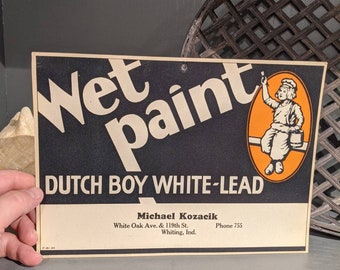 Wet
paint
DUTCH BOY WHITE-LEAD
Michael Kozacik
White Oak Ave. & 119th St. Phone 755
Whiting, Ind.